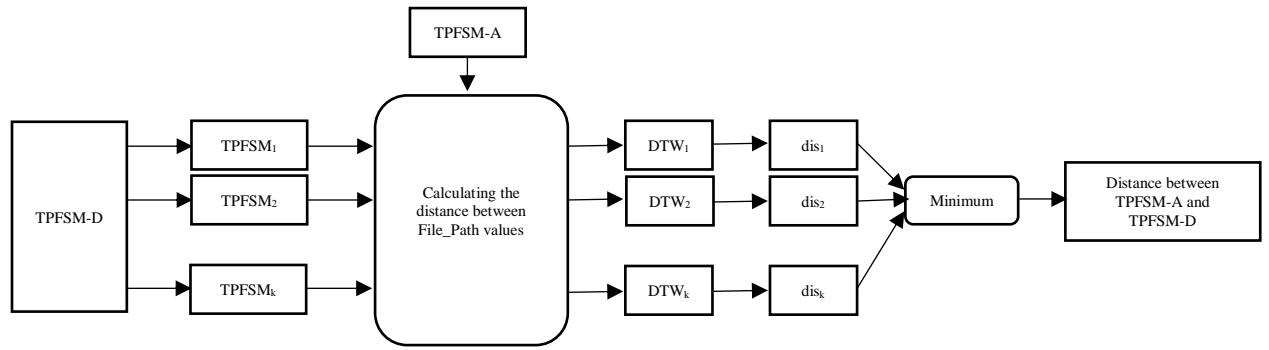 TPFSM-A
TPFSM-D
TPFSM₁
TPFSM₂
TPFSMₖ
Calculating the
distance between
File_Path values
DTW₁
DTW₂
DTWₖ
dis₁
dis₂
disₖ
Minimum
Distance between
TPFSM-A and
TPFSM-D